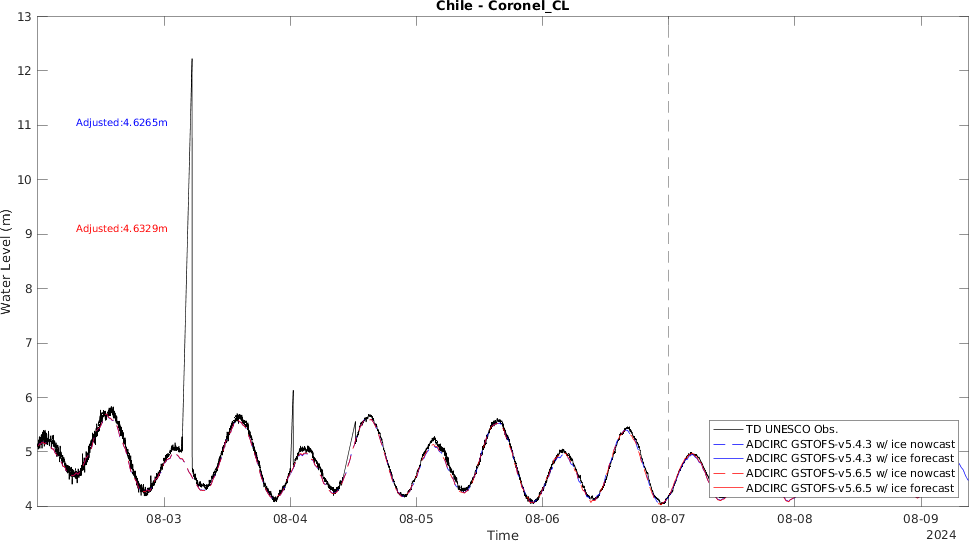 Chile - Coronel_CL
13
12
11
10
9
8
7
6
5
4
Water Level (m)
Adjusted:4.6265m
Adjusted:4.6329m
TD UNESCO Obs.
ADCIRC GSTOFS-v5.4.3 w/ ice nowcast
ADCIRC GSTOFS-v5.4.3 w/ ice forecast
ADCIRC GSTOFS-v5.6.5 w/ ice nowcast
ADCIRC GSTOFS-v5.6.5 w/ ice forecast
08-03 08-04 08-05 08-06 08-07 08-08 08-09
Time
2024